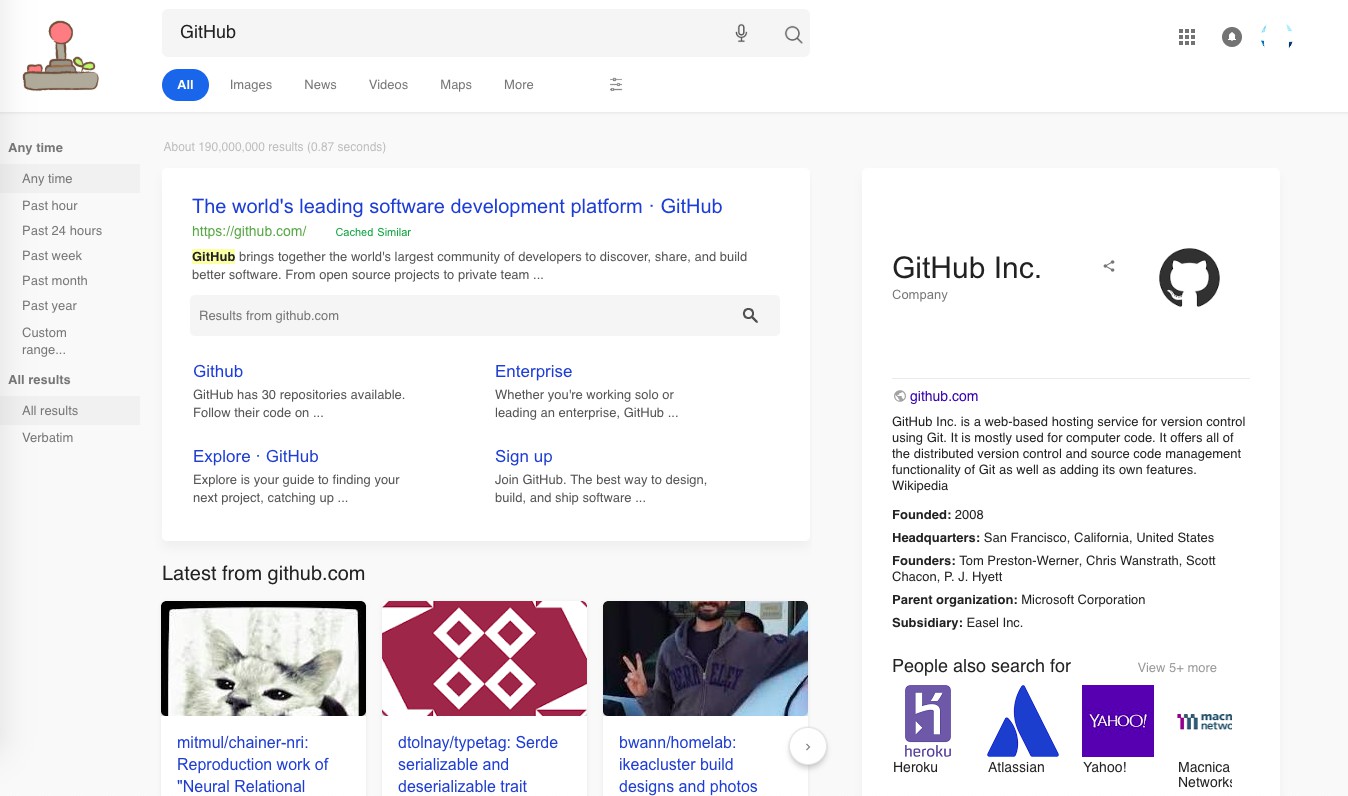 GitHub
All
Images
News
Videos
Maps
More
Any time
Any time
Past hour
Past 24 hours
Past week
Past month
Past year
Custom
range...
All results
All results
Verbatim
About 190,000,000 results (0.87 seconds)
The world's leading software development platform · GitHub
https://github.com/ Cached Similar
GitHub brings together the world's largest community of developers to discover, share, and build
better software. From open source projects to private team ...
Results from github.com
Github
GitHub has 30 repositories available.
Follow their code on ...
Enterprise
Whether you're working solo or
leading an enterprise, GitHub ...
Explore · GitHub
Explore is your guide to finding your
next project, catching up ...
Sign up
Join GitHub. The best way to design,
build, and ship software ...
Latest from github.com
BERKELEY
mitmul/chainer-nri:
Reproduction work of
"Neural Relational
dtolnay/typetag: Serde
serializable and
deserializable trait
bwann/homelab:
ikeacluster build
designs and photos
GitHub Inc.
Company
github.com
GitHub Inc. is a web-based hosting service for version control
using Git. It is mostly used for computer code. It offers all of
the distributed version control and source code management
functionality of Git as well as adding its own features.
Wikipedia
Founded: 2008
Headquarters: San Francisco, California, United States
Founders: Tom Preston-Werner, Chris Wanstrath, Scott
Chacon, P. J. Hyett
Parent organization: Microsoft Corporation
Subsidiary: Easel Inc.
People also search for
View 5+ more
heroku
Heroku
Atlassian
YAHOO!
Yahoo!
macn
netwc
Macnica
Networks